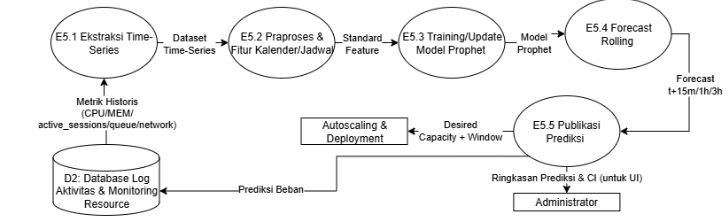 E5.1 Ekstraksi Time-
Series
Dataset
Time-Series
E5.2 Praproses &
Fitur Kalender/Jadwal
Standard
Feature
E5.3 Training/Update
Model Prophet
Model
Prophet
E5.4 Forecast
Rolling
Forecast
t+15m/1h/3h
Metrik Historis
(CPU/MEM/
active_sessions/queue/network)
Autoscaling &
Deployment
Desired
Capacity + Window
E5.5 Publikasi
Prediksi
D2: Database Log
Aktivitas & Monitoring
Resource
Prediksi Beban
Ringkasan Prediksi & CI (untuk UI)
Administrator